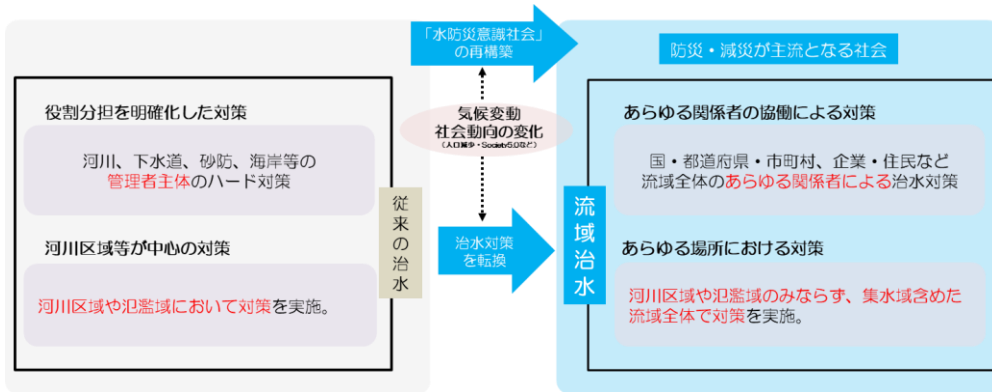 「水防災意識社会」
の再構築
防災・減災が主流となる社会
役割分担を明確化した対策
河川、下水道、砂防、海岸等の
管理者主体のハード対策
河川区域等が中心の対策
河川区域や氾濫域において対策を実施。
従来の治水
気候変動
社会動向の変化
(人口減少・Society5.0など)
治水対策
を転換
流域治水
あらゆる関係者の協働による対策
国・都道府県・市町村、企業・住民など
流域全体のあらゆる関係者による治水対策
あらゆる場所における対策
河川区域や氾濫域のみならず、集水域含めた
流域全体で対策を実施。